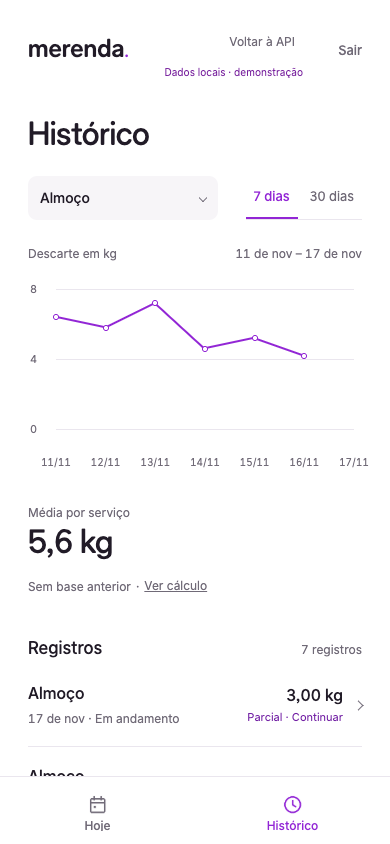 merenda.
Voltar à API
Sair
Dados locais · demonstração
Histórico
Almoço
7 dias
30 dias
Descarte em kg
11 de nov – 17 de nov
8
4
0
11/11 12/11 13/11 14/11 15/11 16/11 17/11
Média por serviço
5,6 kg
Sem base anterior · Ver cálculo
Registros
7 registros
Almoço
3,00 kg
17 de nov · Em andamento
Parcial · Continuar
Almoço
Hoje
Histórico